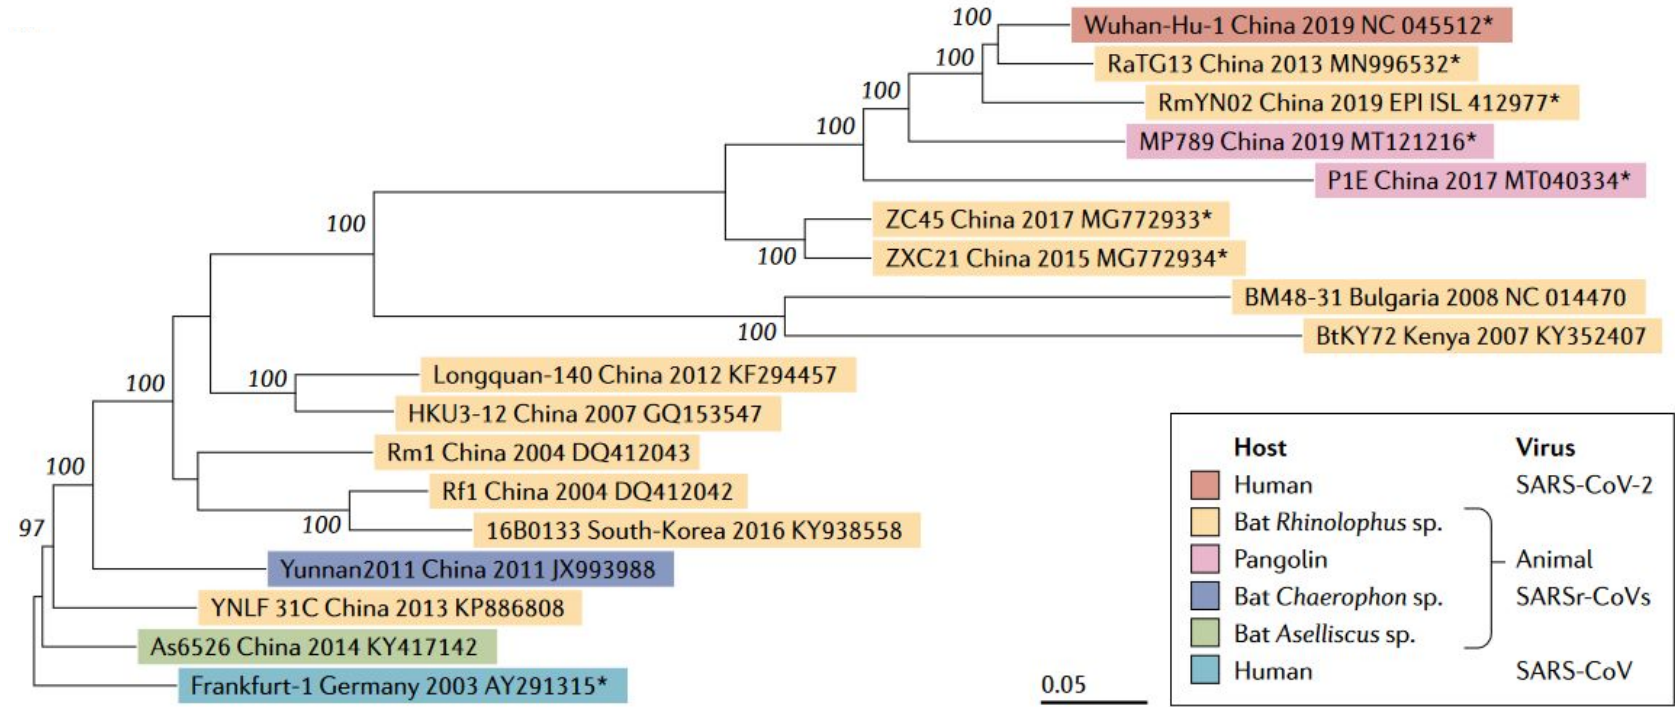 100
Wuhan-Hu-1 China 2019 NC 045512*
100
RaTG13 China 2013 MN996532*
100
RmYN02 China 2019 EPI ISL 412977*
100
MP789 China 2019 MT121216*
P1E China 2017 MT040334*
100
ZC45 China 2017 MG772933*
100
ZXC21 China 2015 MG772934*
BM48-31 Bulgaria 2008 NC 014470
100
BtKY72 Kenya 2007 KY352407
100
100
Longquan-140 China 2012 KF294457
HKU3-12 China 2007 GQ153547
Rm1 China 2004 DQ412043
100
Rf1 China 2004 DQ412042
100
16B0133 South-Korea 2016 KY938558
97
Yunnan2011 China 2011 JX993988
YNLF 31C China 2013 KP886808
As6526 China 2014 KY417142
Frankfurt-1 Germany 2003 AY291315*
0.05
Host Virus
Human SARS-CoV-2
Bat Rhinolophus sp.
Pangolin Animal
Bat Chaerophon sp. SARSr-CoVs
Bat Aselliscus sp.
Human SARS-CoV